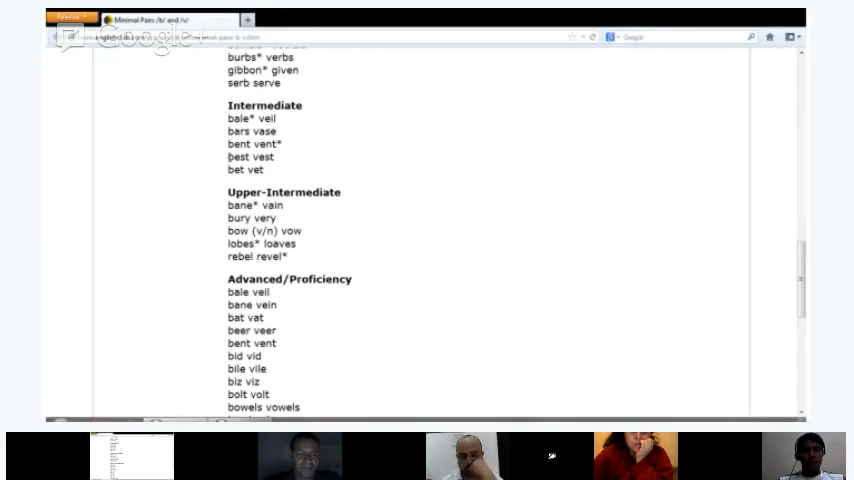 Firefox
Minimal Pairs /b/ and /v/
Google+
Google
burbs* verbs
gibbon* given
serb serve
Intermediate
bale* veil
bars vase
bent vent*
best vest
bet vet
Upper-Intermediate
bane* vain
bury very
bow (v/n) vow
lobes* loaves
rebel revel*
Advanced/Proficiency
bale veil
bane vein
bat vat
beer veer
bent vent
bid vid
bile vile
biz viz
bolt volt
bowels vowels